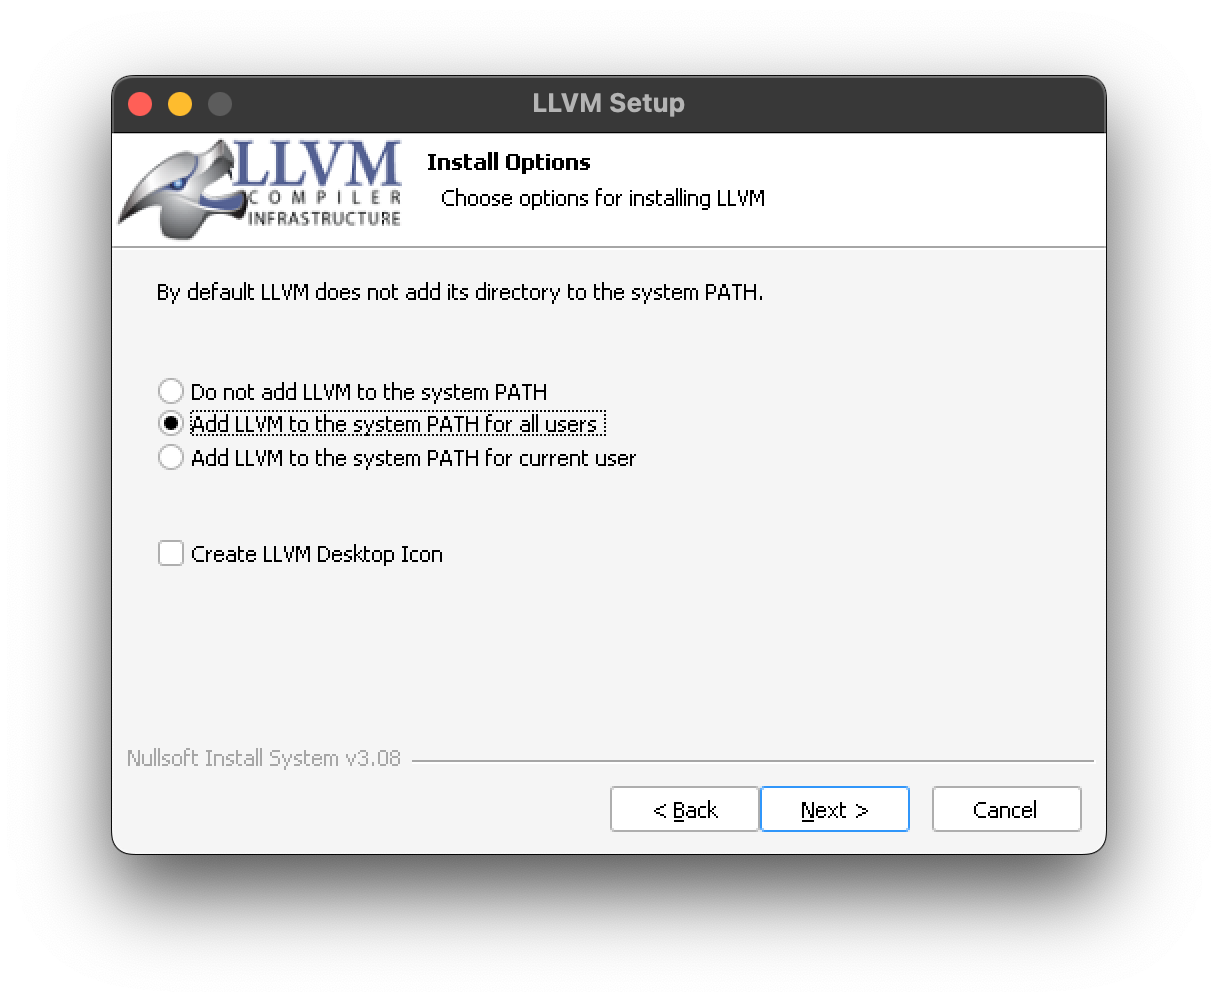 LLVM Setup
LLVM
COMPILER
INFRASTRUCTURE
Install Options
Choose options for installing LLVM
By default LLVM does not add its directory to the system PATH.
Do not add LLVM to the system PATH
Add LLVM to the system PATH for all users
Add LLVM to the system PATH for current user
Create LLVM Desktop Icon
Nullsoft Install System v3.08
< Back Next > Cancel